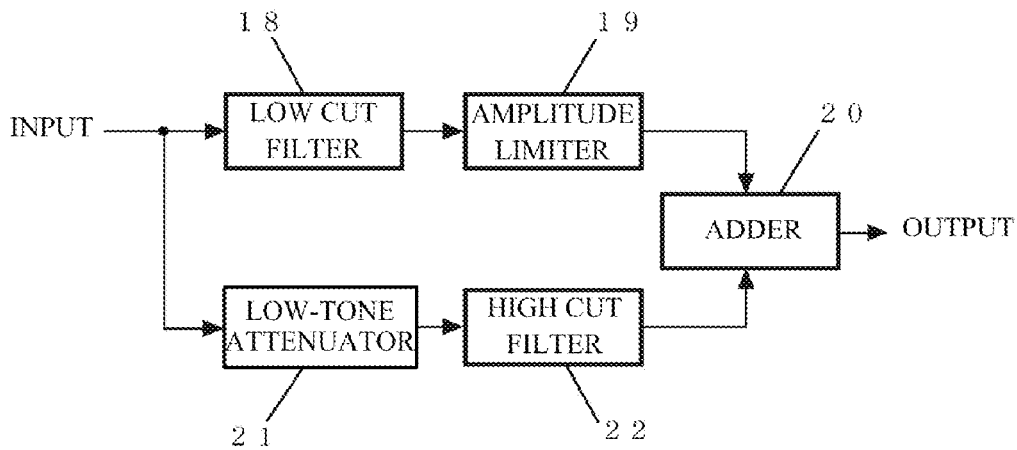 １８
１９
INPUT
LOW CUT
FILTER
AMPLITUDE
LIMITER
２０
ADDER
OUTPUT
LOW-TONE
ATTENUATOR
HIGH CUT
FILTER
２１
２２